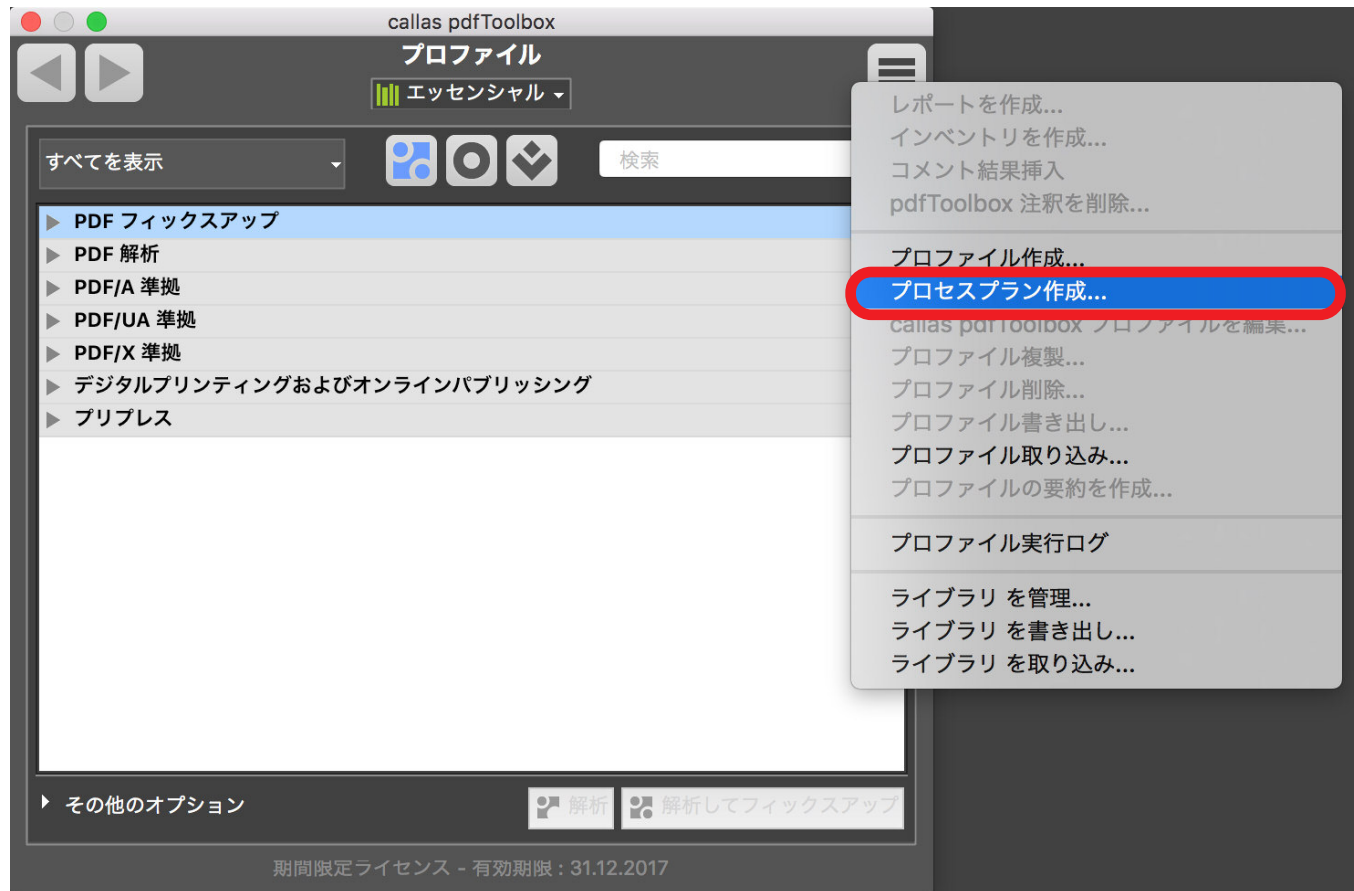 callas pdfToolbox
プロファイル
エッセンシャル
すべてを表示
検索
PDF フィックスアップ
PDF 解析
PDF/A 準拠
PDF/UA 準拠
PDF/X 準拠
デジタルプリンティングおよびオンラインパブリッシング
プリプレス
その他のオプション
解析
解析してフィックスアップ
期間限定ライセンス - 有効期限 : 31.12.2017
レポートを作成...
インベントリを作成...
コメント結果挿入
pdfToolbox 注釈を削除...
プロファイル作成...
プロセスプラン作成...
callas pdfToolbox プロファイルを編集...
プロファイル複製...
プロファイル削除...
プロファイル書き出し...
プロファイル取り込み...
プロファイルの要約を作成...
プロファイル実行ログ
ライブラリ を管理...
ライブラリ を書き出し...
ライブラリ を取り込み...